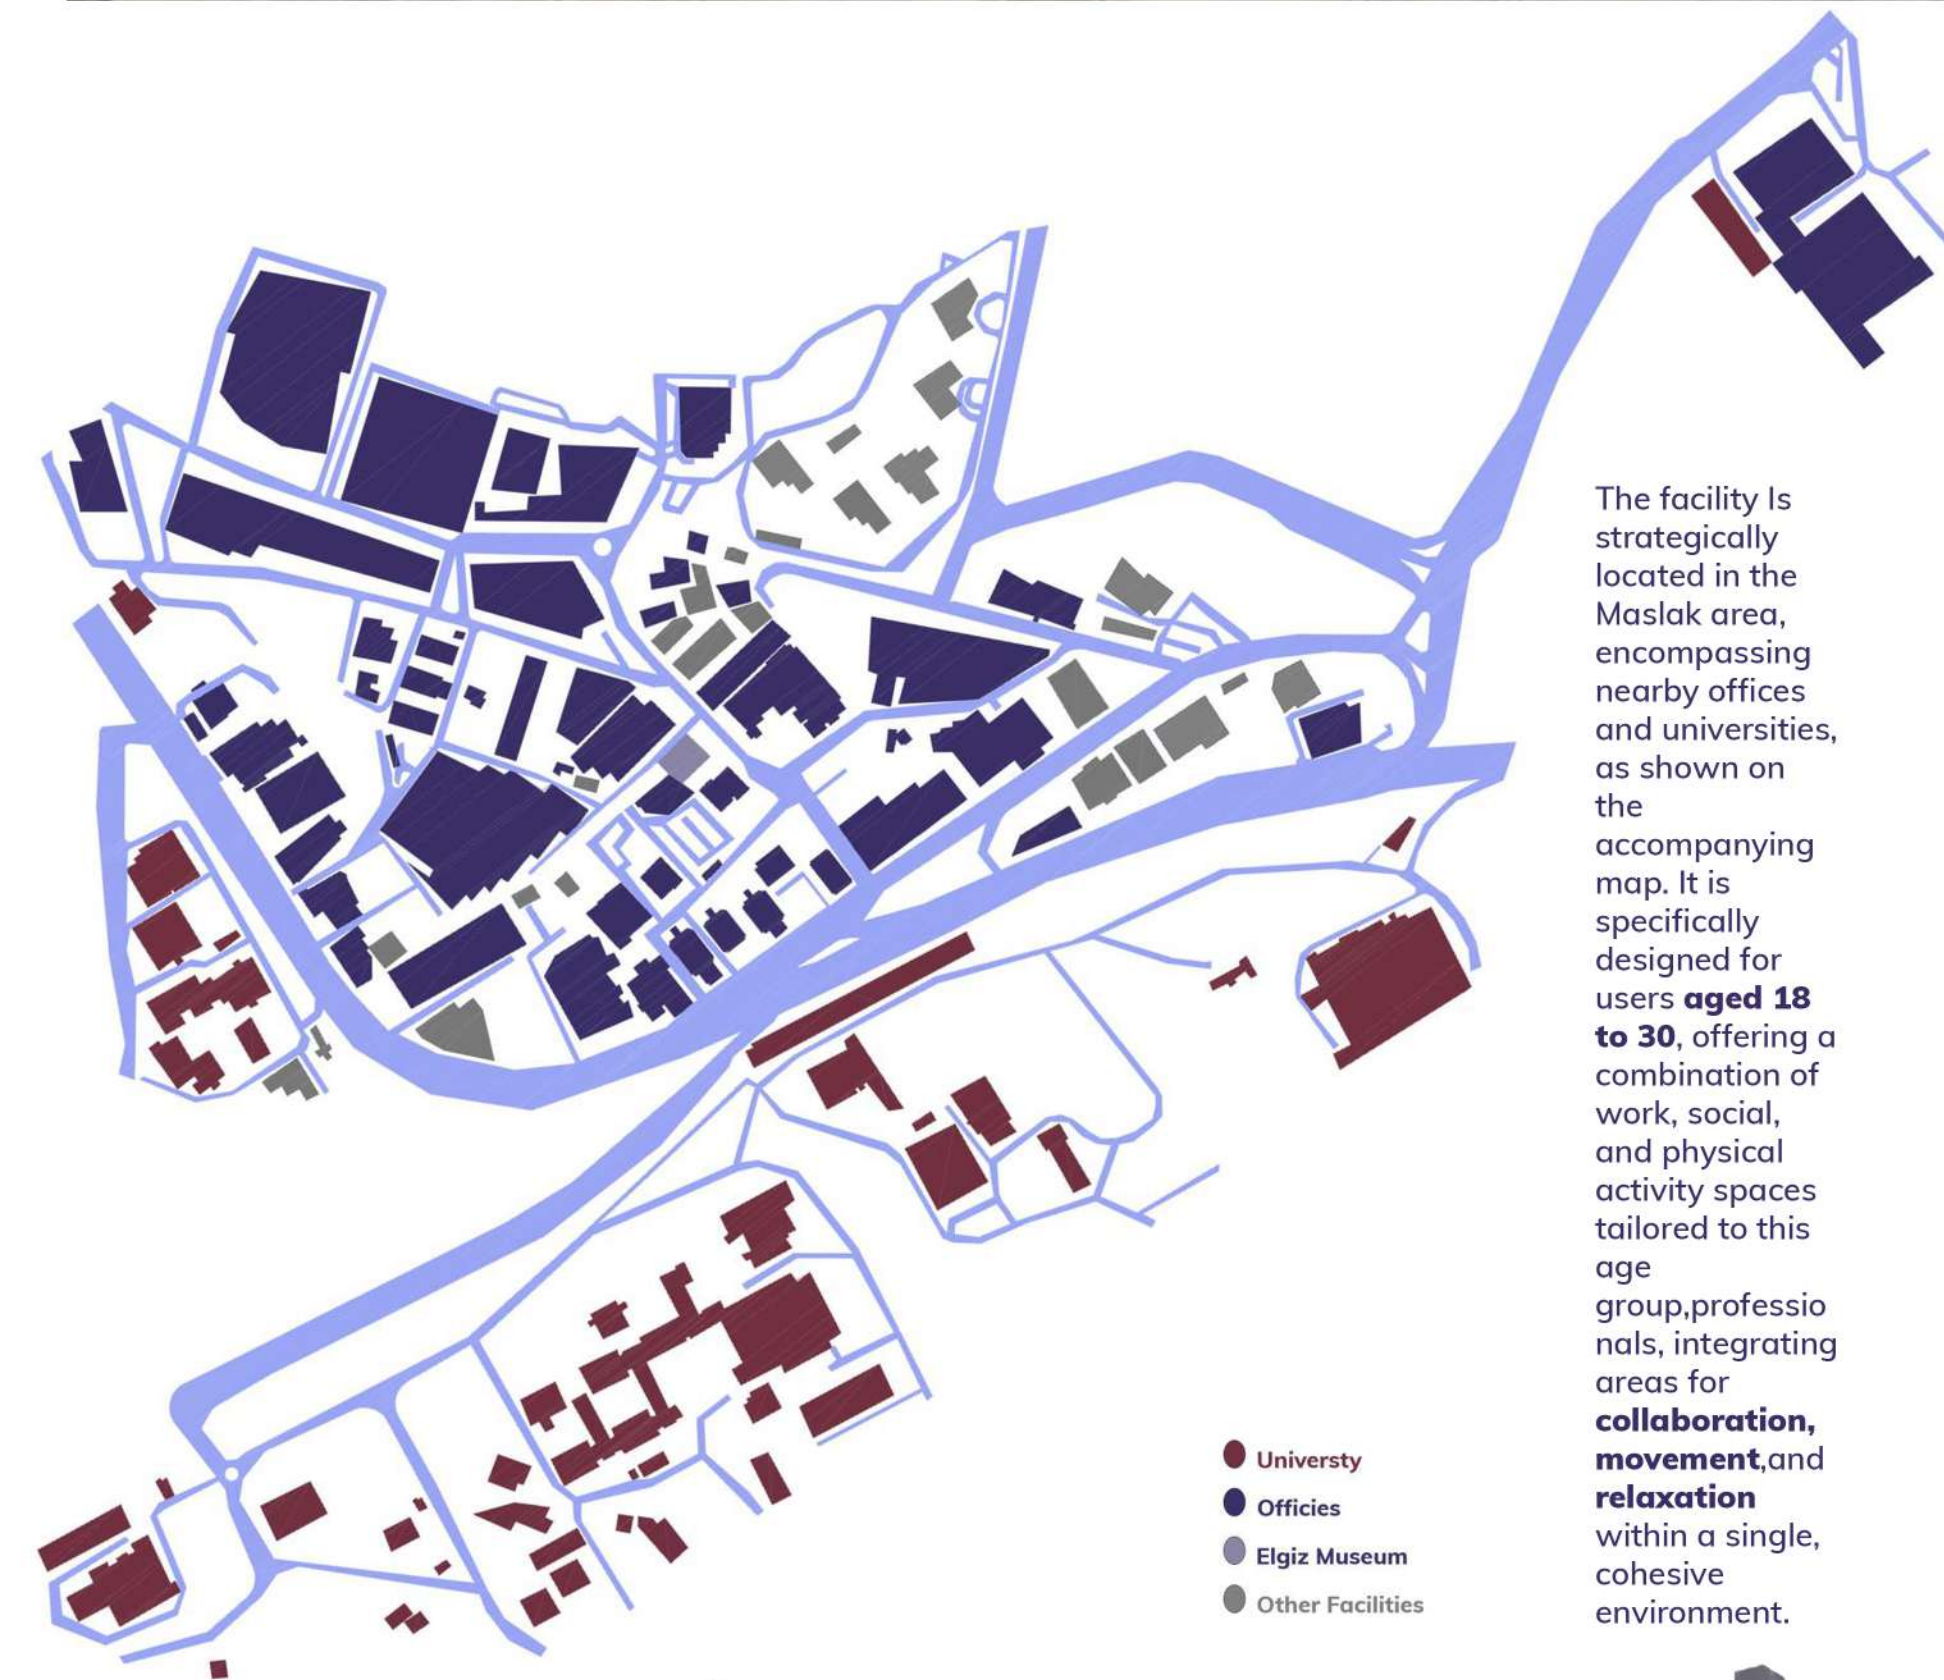 The facility Is
strategically
located in the
Maslak area,
encompassing
nearby offices
and universities,
as shown on
the
accompanying
map. It is
specifically
designed for
users aged 18
to 30, offering a
combination of
work, social,
and physical
activity spaces
tailored to this
age
group,professio
nals, integrating
areas for
collaboration,
movement,and
relaxation
within a single,
cohesive
environment.
Universty
Officies
Elgiz Museum
Other Facilities